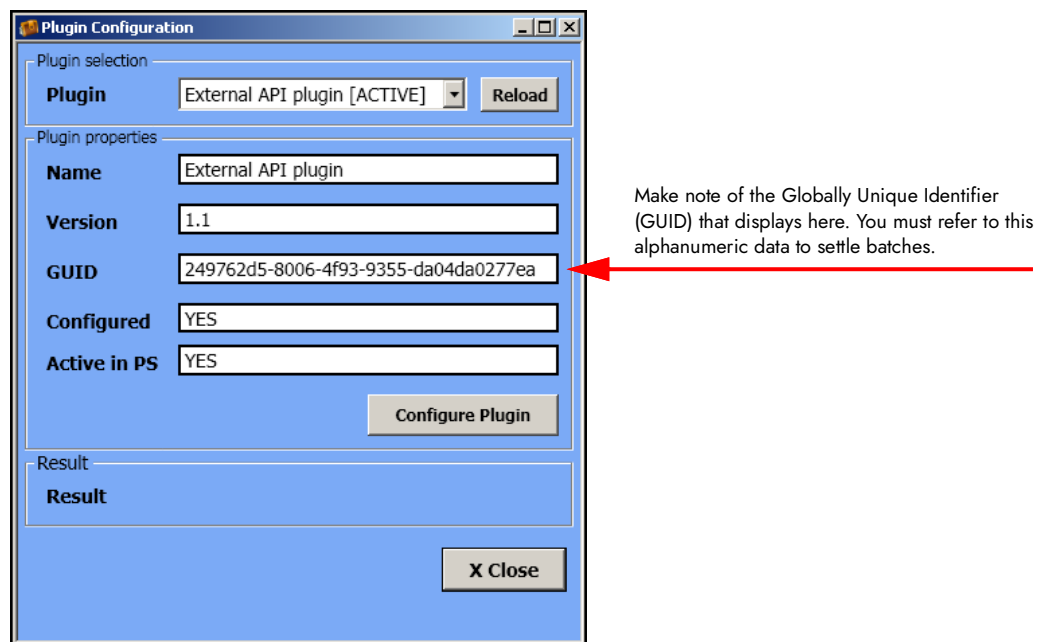 Plugin Configuration
Plugin selection
Plugin
External API plugin [ACTIVE]
Reload
Plugin properties
Name
External API plugin
Version
1.1
GUID
249762d5-8006-4f93-9355-da04da0277ea
Configured
YES
Active in PS
YES
Configure Plugin
Result
Result
X Close
Make note of the Globally Unique Identifier
(GUID) that displays here. You must refer to this
alphanumeric data to settle batches.